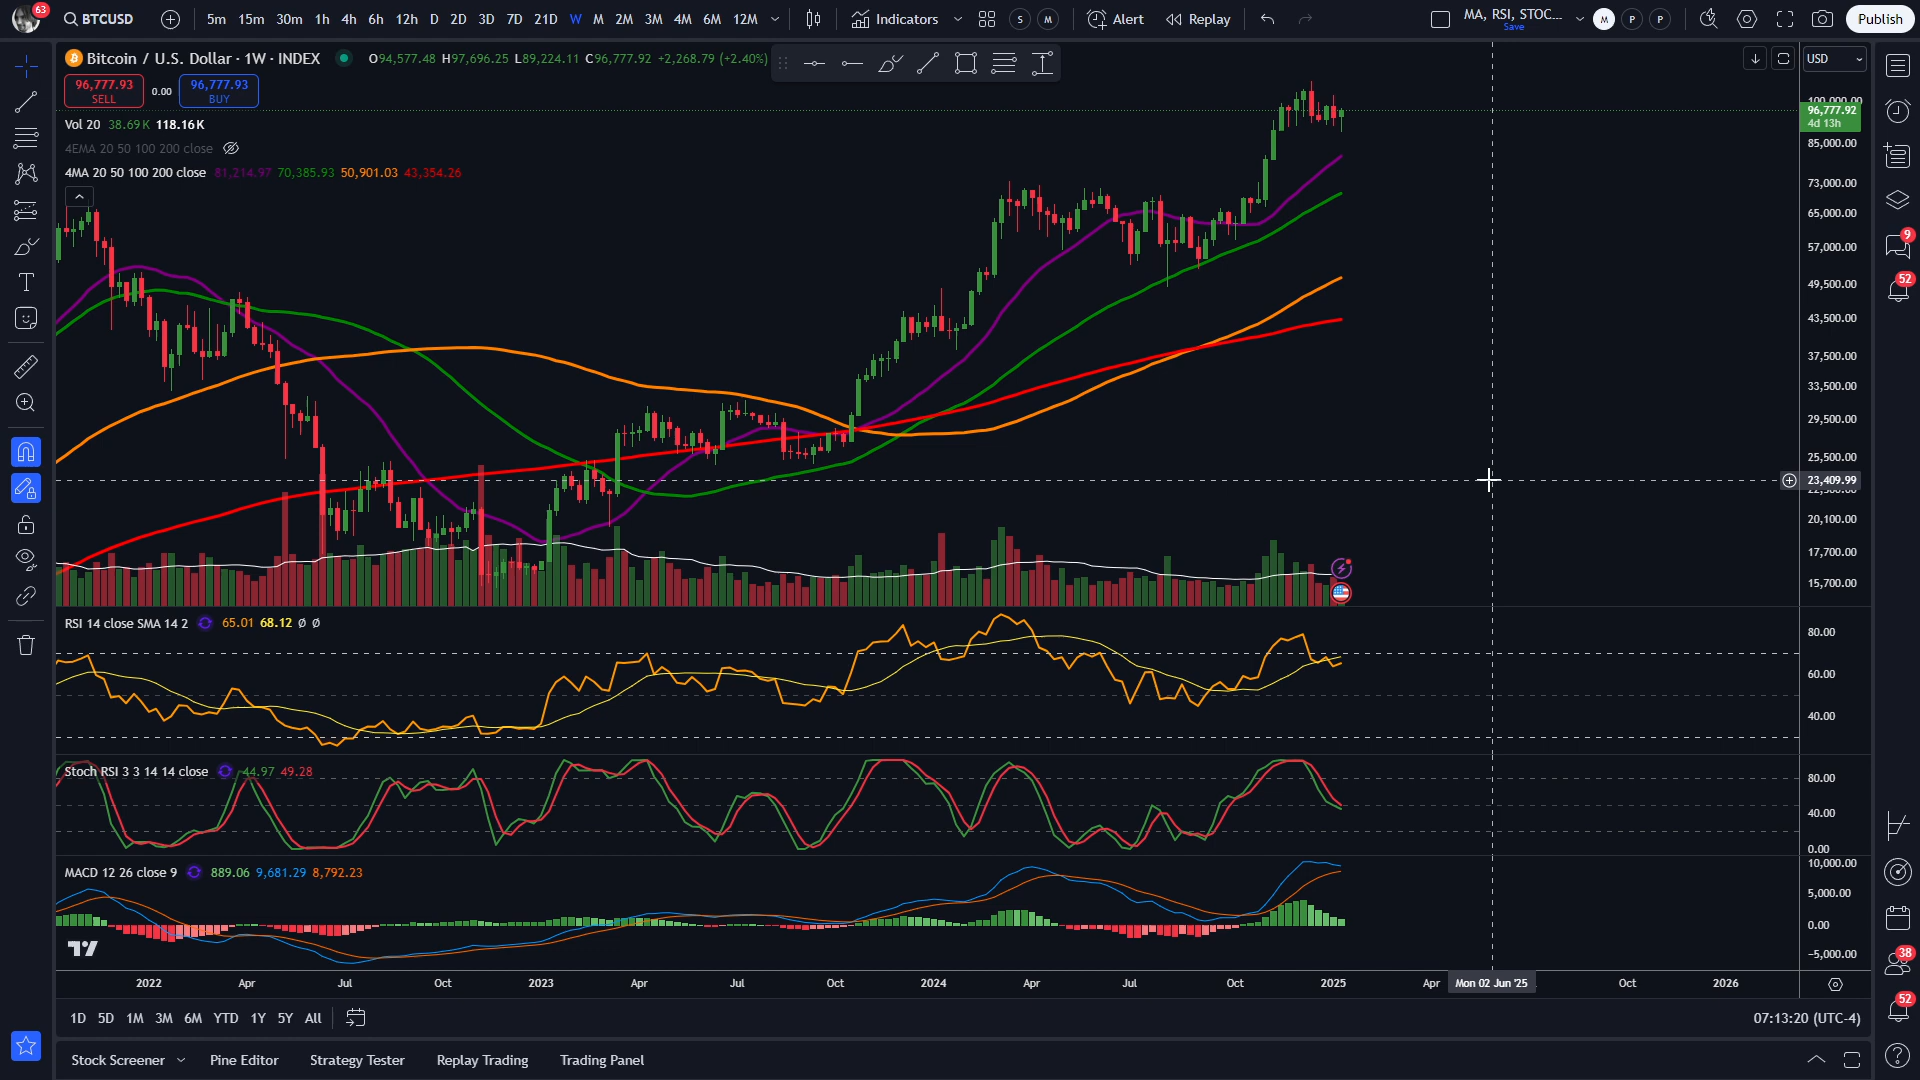 63
BTCUSD
5m 15m 30m 1h 4h 6h 12h D 2D 3D 7D 21D W M 2M 3M 4M 6M 12M
Indicators
S
M
Alert
Replay
MA, RSI, STOC...
Save
M
P
P
Publish
Bitcoin / U.S. Dollar · 1W · INDEX
O94,577.48 H97,696.25 L89,224.11 C96,777.92 +2,268.79 (+2.40%)
USD
96,777.93
SELL
0.00
96,777.93
BUY
Vol 20 38.69K 118.16K
4EMA 20 50 100 200 close
4MA 20 50 100 200 close 81,214.97 70,385.93 50,901.03 43,354.26
100,000.00
96,777.92
4d 13h
85,000.00
73,000.00
65,000.00
57,000.00
49,500.00
43,500.00
37,500.00
33,500.00
29,500.00
25,500.00
23,409.99
20,100.00
17,700.00
15,700.00
RSI 14 close SMA 14 2 65.01 68.12 ø ø
80.00
60.00
40.00
Stoch RSI 3 3 14 14 close 44.97 49.28
80.00
40.00
0.00
MACD 12 26 close 9 889.06 9,681.29 8,792.23
10,000.00
5,000.00
0.00
−5,000.00
2022 Apr Jul Oct 2023 Apr Jul Oct 2024 Apr Jul Oct 2025 Apr Mon 02 Jun '25 Oct 2026
1D 5D 1M 3M 6M YTD 1Y 5Y All
07:13:20 (UTC-4)
Stock Screener Pine Editor Strategy Tester Replay Trading Trading Panel
9
52
38
52